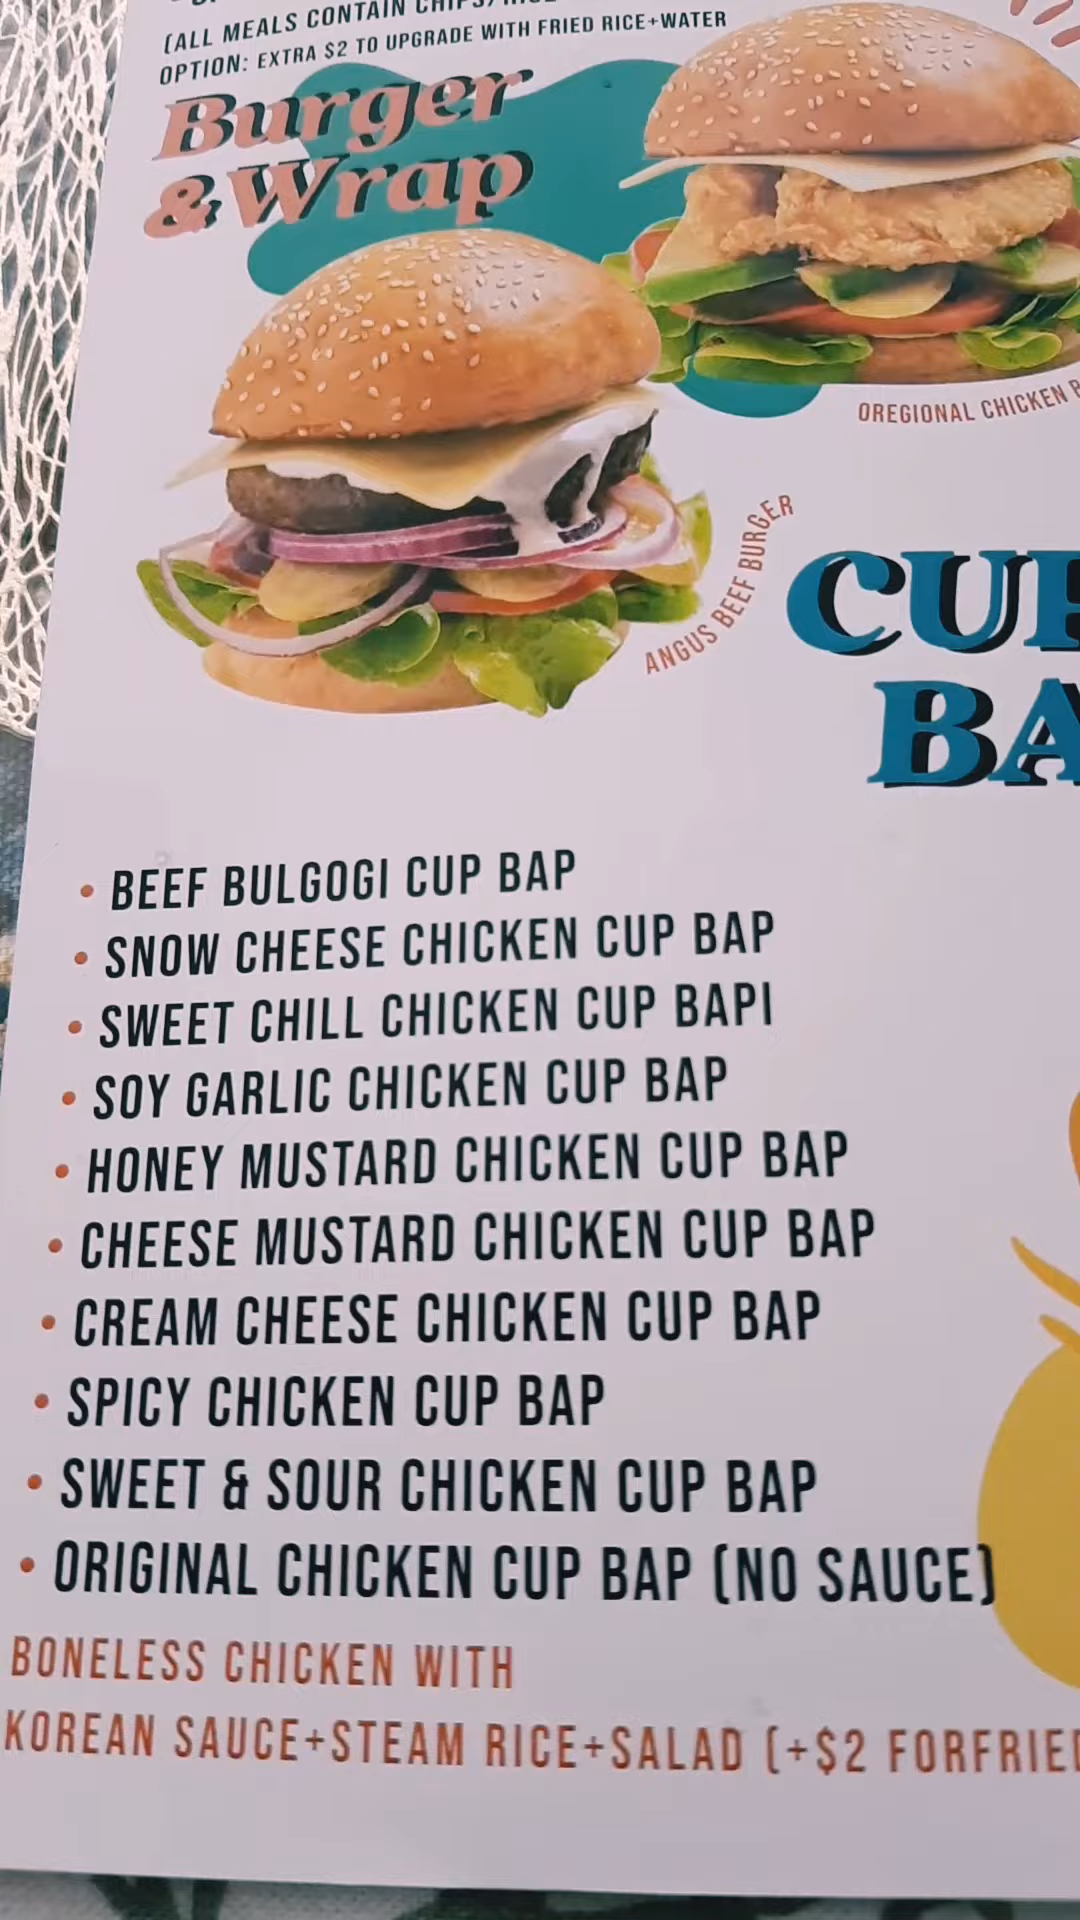 (ALL MEALS CONTAIN CHIPS/
OPTION: EXTRA $2 TO UPGRADE WITH FRIED RICE+WATER
Burger
& Wrap
OREGIONAL CHICKEN
ANGUS BEEF BURGER
CUP
BA
• BEEF BULGOGI CUP BAP
• SNOW CHEESE CHICKEN CUP BAP
• SWEET CHILL CHICKEN CUP BAPI
• SOY GARLIC CHICKEN CUP BAP
• HONEY MUSTARD CHICKEN CUP BAP
• CHEESE MUSTARD CHICKEN CUP BAP
• CREAM CHEESE CHICKEN CUP BAP
• SPICY CHICKEN CUP BAP
• SWEET & SOUR CHICKEN CUP BAP
• ORIGINAL CHICKEN CUP BAP (NO SAUCE)
BONELESS CHICKEN WITH
KOREAN SAUCE+STEAM RICE+SALAD (+$2 FORFRIED